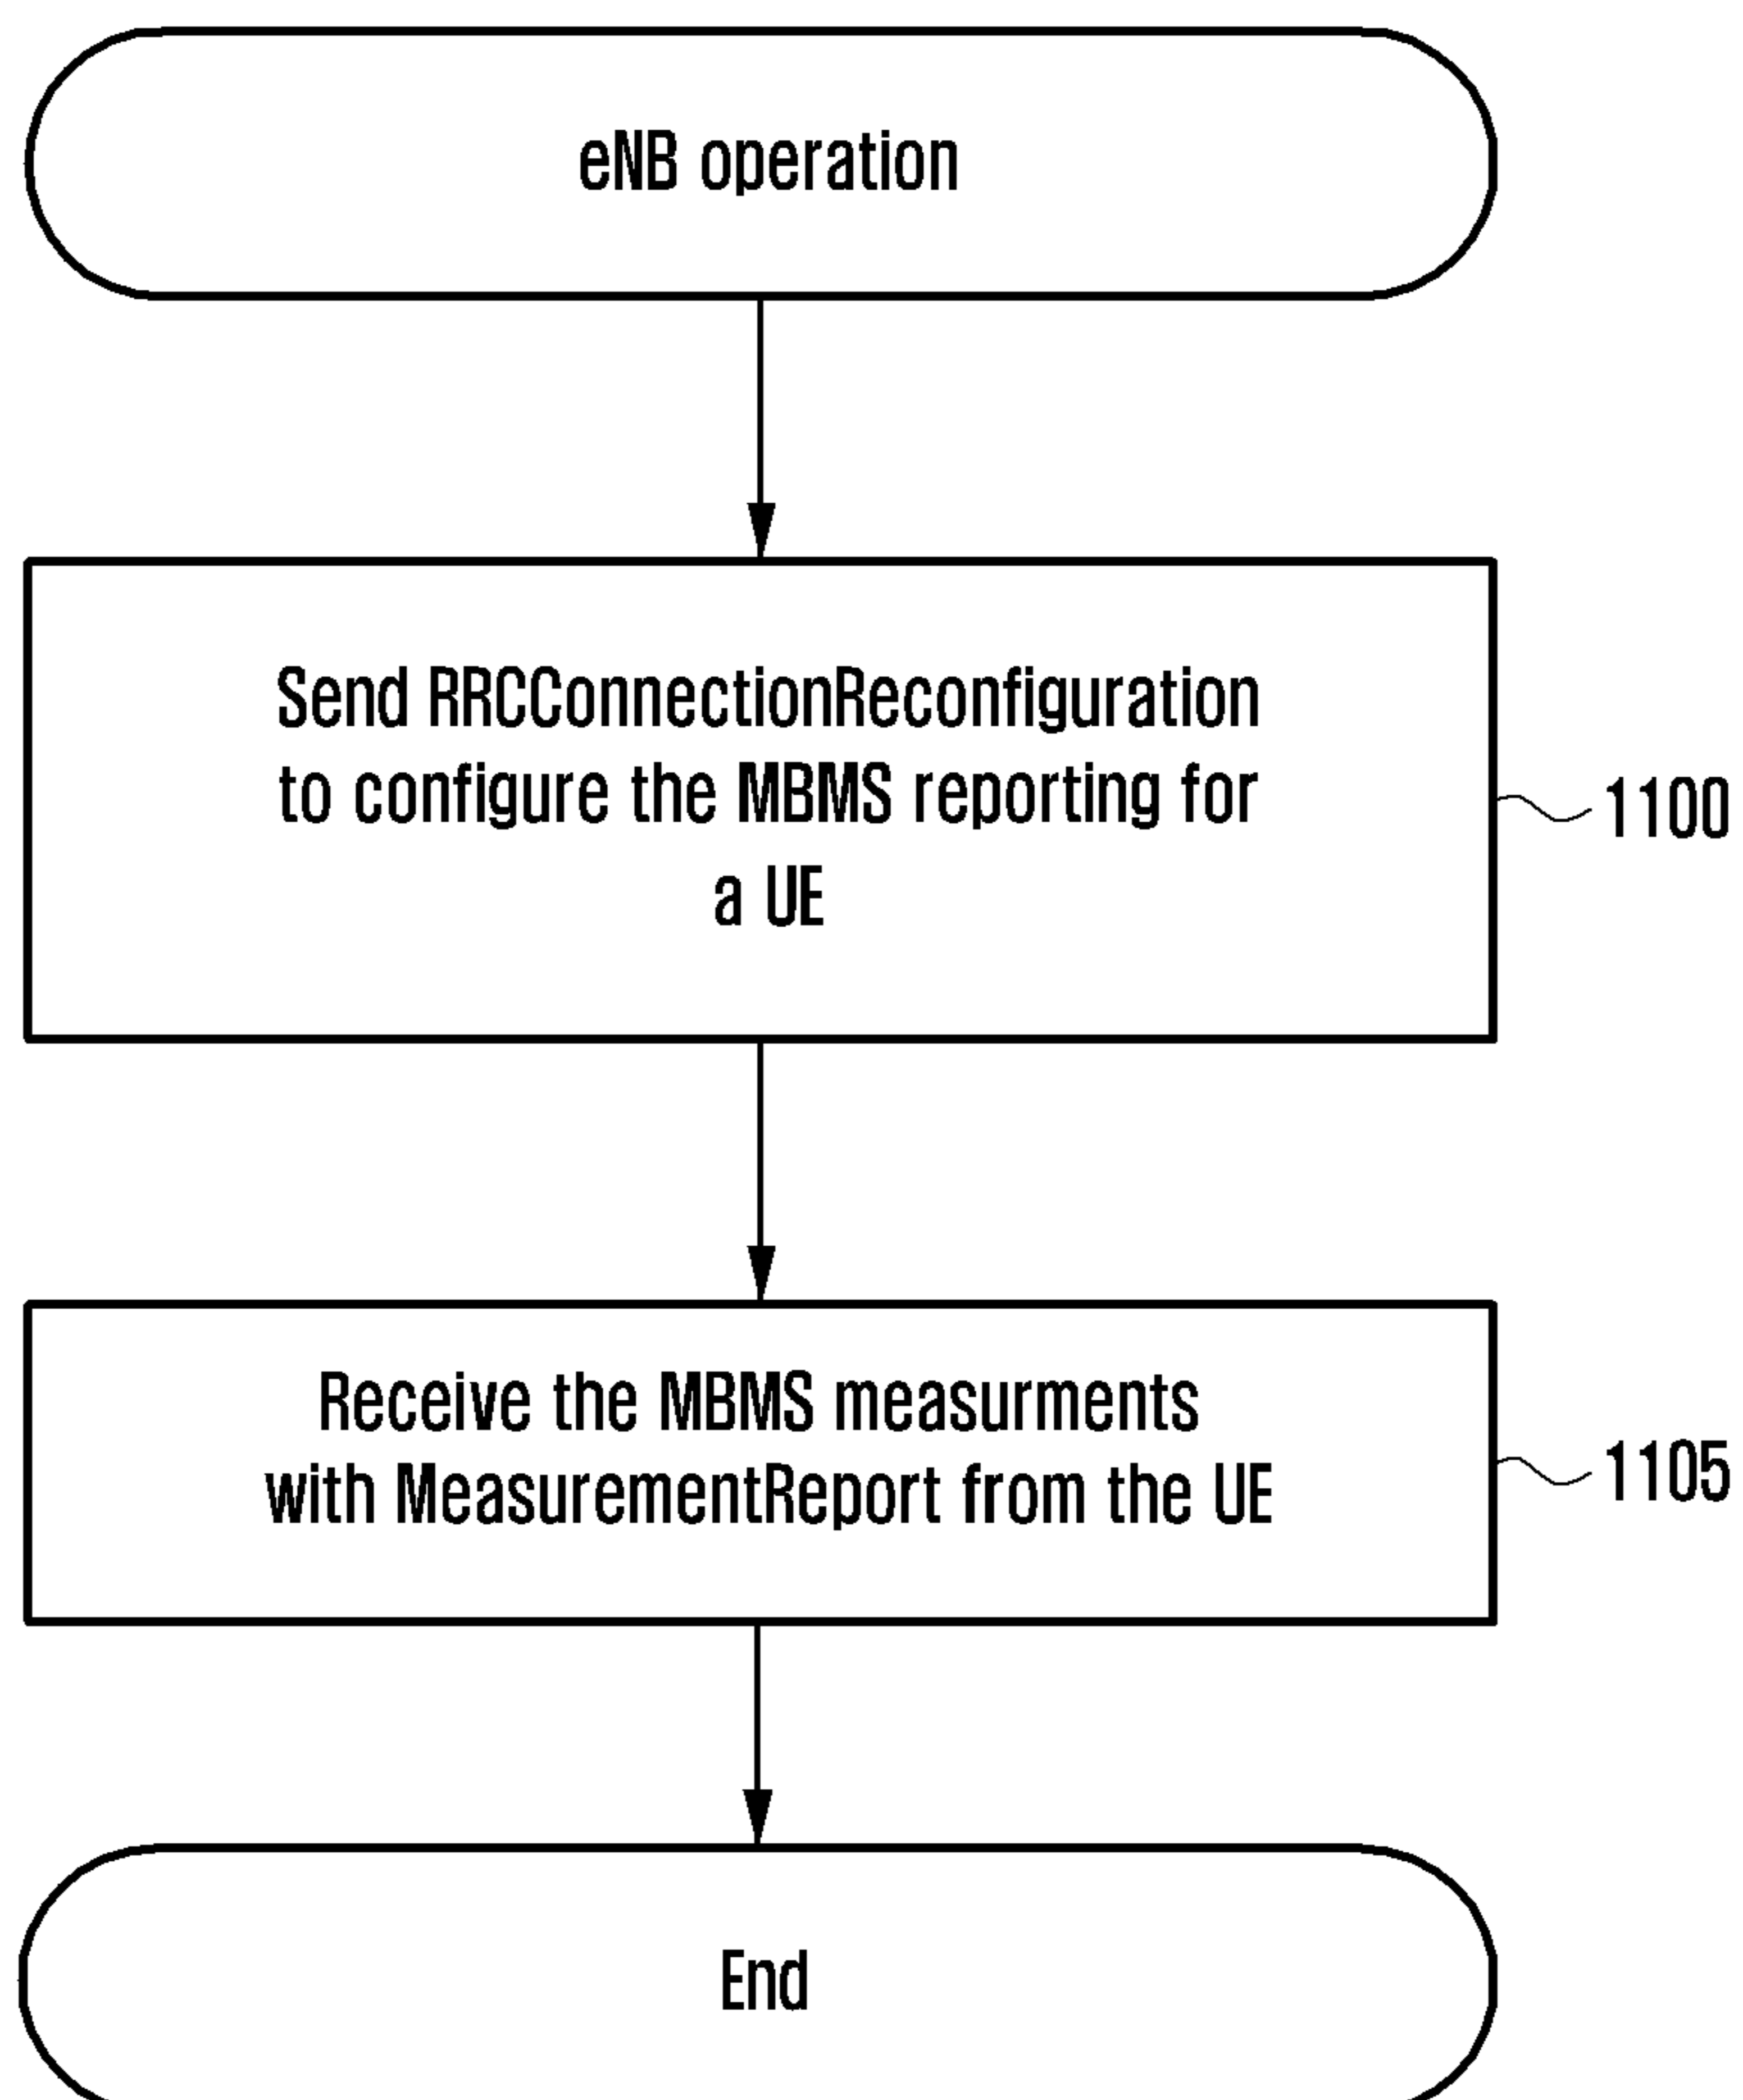 eNB operation
Send RRCConnectionReconfiguration
to configure the MBMS reporting for
a UE
1100
Receive the MBMS measurments
with MeasurementReport from the UE
1105
End